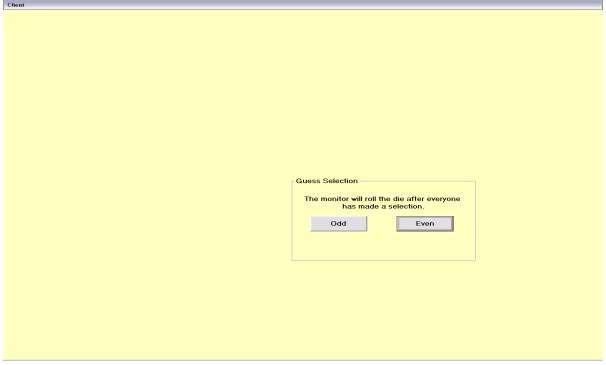 Client
Guess Selection
The monitor will roll the die after everyone
has made a selection.
Odd Even